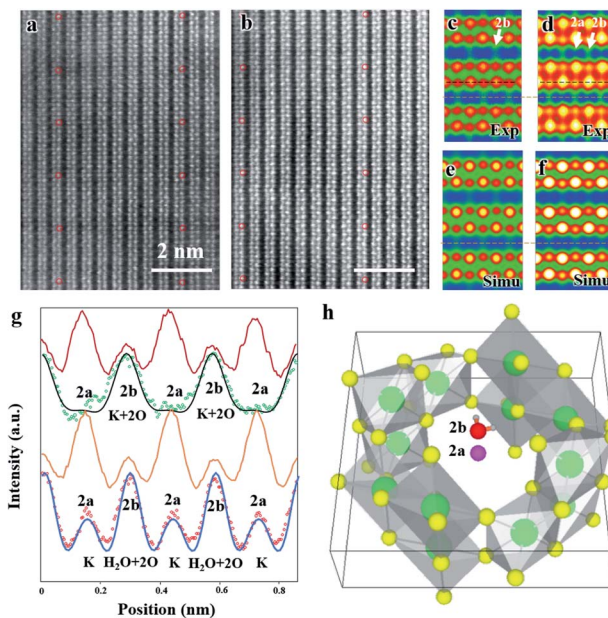 a
b
2 nm
c
2b
Exp
d
2a 2b
Exp
e
Simu
f
Simu
g
Intensity (a.u.)
2a 2b 2a 2b 2a
K+2O K+2O
2a 2b 2a 2b 2a
K H₂O+2O K H₂O+2O K
0 0.2 0.4 0.6 0.8
Position (nm)
h
2b
2a